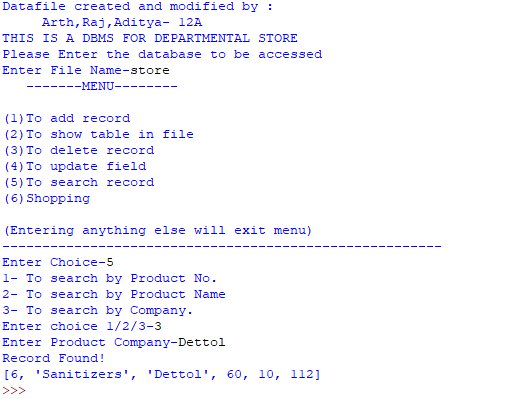 Datafile created and modified by :
Arth,Raj,Aditya- 12A
THIS IS A DBMS FOR DEPARTMENTAL STORE
Please Enter the database to be accessed
Enter File Name-store
-------MENU--------
(1)To add record
(2)To show table in file
(3)To delete record
(4)To update field
(5)To search record
(6)Shopping
(Entering anything else will exit menu)
-------------------------------------------------------
Enter Choice-5
1- To search by Product No.
2- To search by Product Name
3- To search by Company.
Enter choice 1/2/3-3
Enter Product Company-Dettol
Record Found!
[6, 'Sanitizers', 'Dettol', 60, 10, 112]
>>>